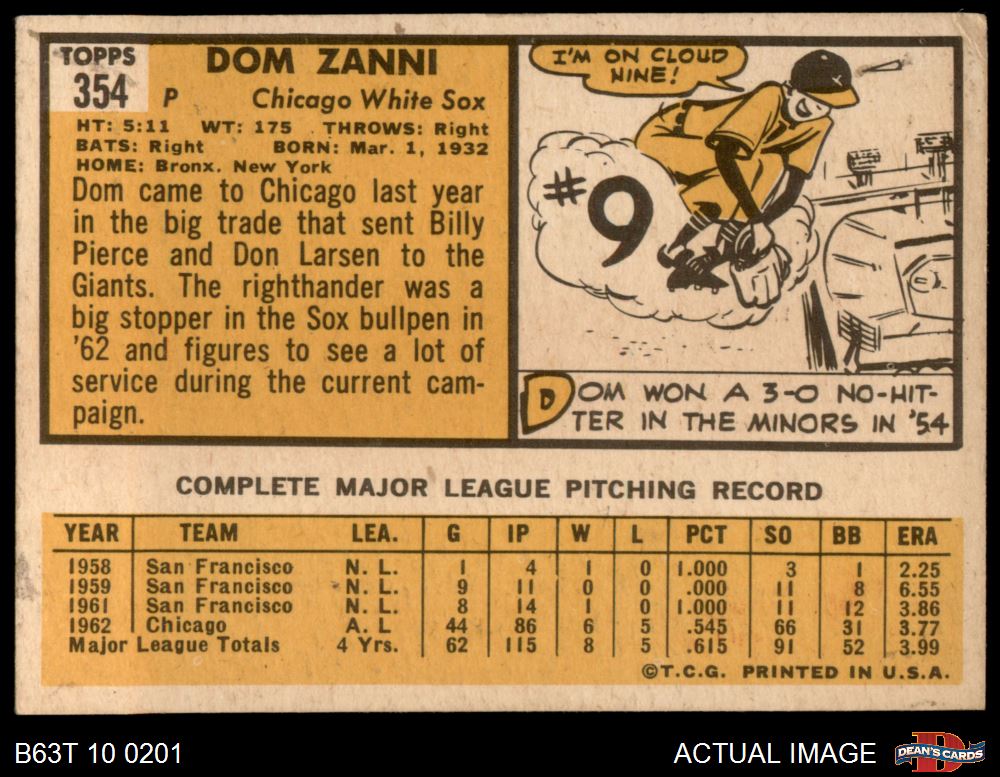 TOPPS
354
DOM ZANNI
P Chicago White Sox
HT: 5:11 WT: 175 THROWS: Right
BATS: Right BORN: Mar. 1, 1932
HOME: Bronx, New York
Dom came to Chicago last year
in the big trade that sent Billy
Pierce and Don Larsen to the
Giants. The righthander was a
big stopper in the Sox bullpen in
'62 and figures to see a lot of
service during the current cam-
paign.
I'M ON CLOUD
NINE!
#9
DOM WON A 3-0 NO-HIT-
TER IN THE MINORS IN '54
COMPLETE MAJOR LEAGUE PITCHING RECORD
YEAR TEAM LEA. G IP W L PCT SO BB ERA
1958 San Francisco N. L. 1 4 1 0 1.000 3 1 2.25
1959 San Francisco N. L. 9 11 0 0 .000 11 8 6.55
1961 San Francisco N. L. 8 14 1 0 1.000 11 12 3.86
1962 Chicago A. L 44 86 6 5 .545 66 31 3.77
Major League Totals 4 Yrs. 62 115 8 5 .615 91 52 3.99
©T.C.G. PRINTED IN U.S.A.
B63T 10 0201
ACTUAL IMAGE
DEAN'S CARDS